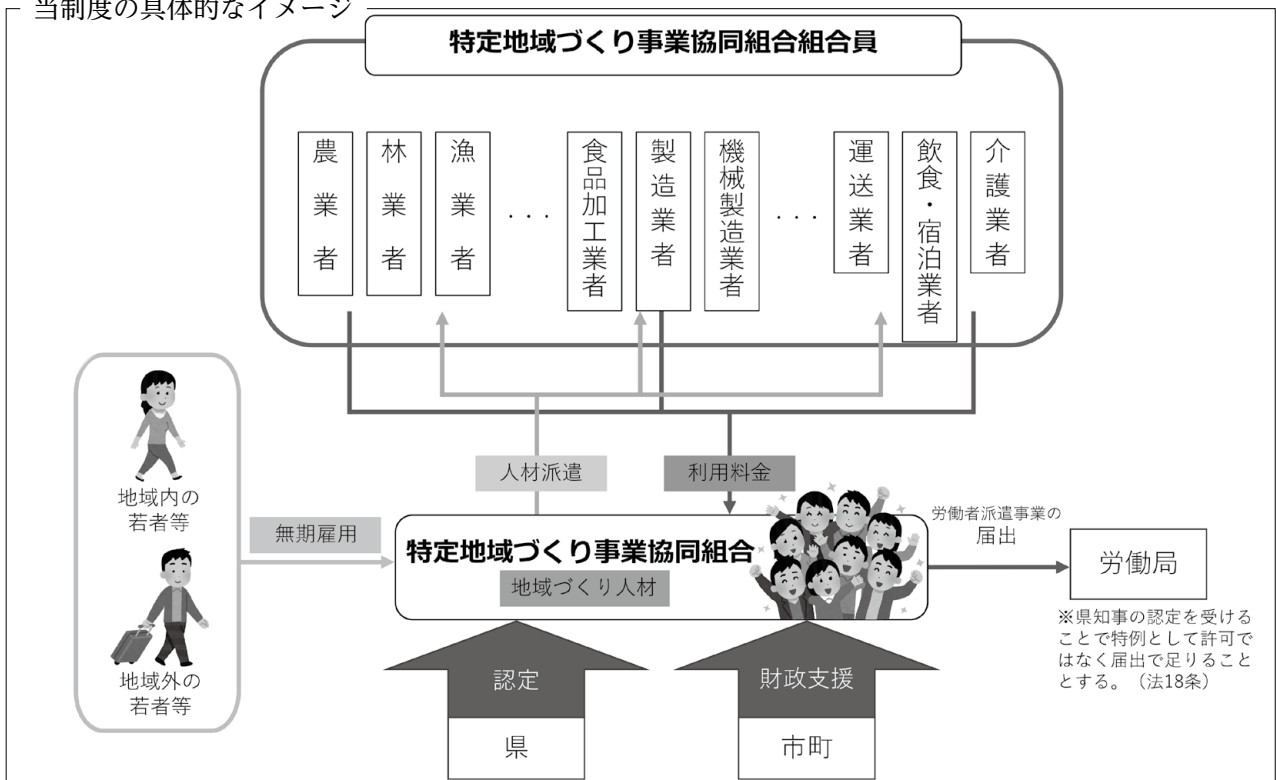 当制度の具体的なイメージ
特定地域づくり事業協同組合組合員
農業者
林業者
漁業者
・・・
食品加工業者
製造業者
機械製造業者
・・・
運送業者
飲食・宿泊業者
介護業者
人材派遣
利用料金
地域内の
若者等
地域外の
若者等
無期雇用
特定地域づくり事業協同組合
地域づくり人材
労働者派遣事業の
届出
労働局
※県知事の認定を受ける
ことで特例として許可で
はなく届出で足りること
とする。（法18条）
認定
県
財政支援
市町